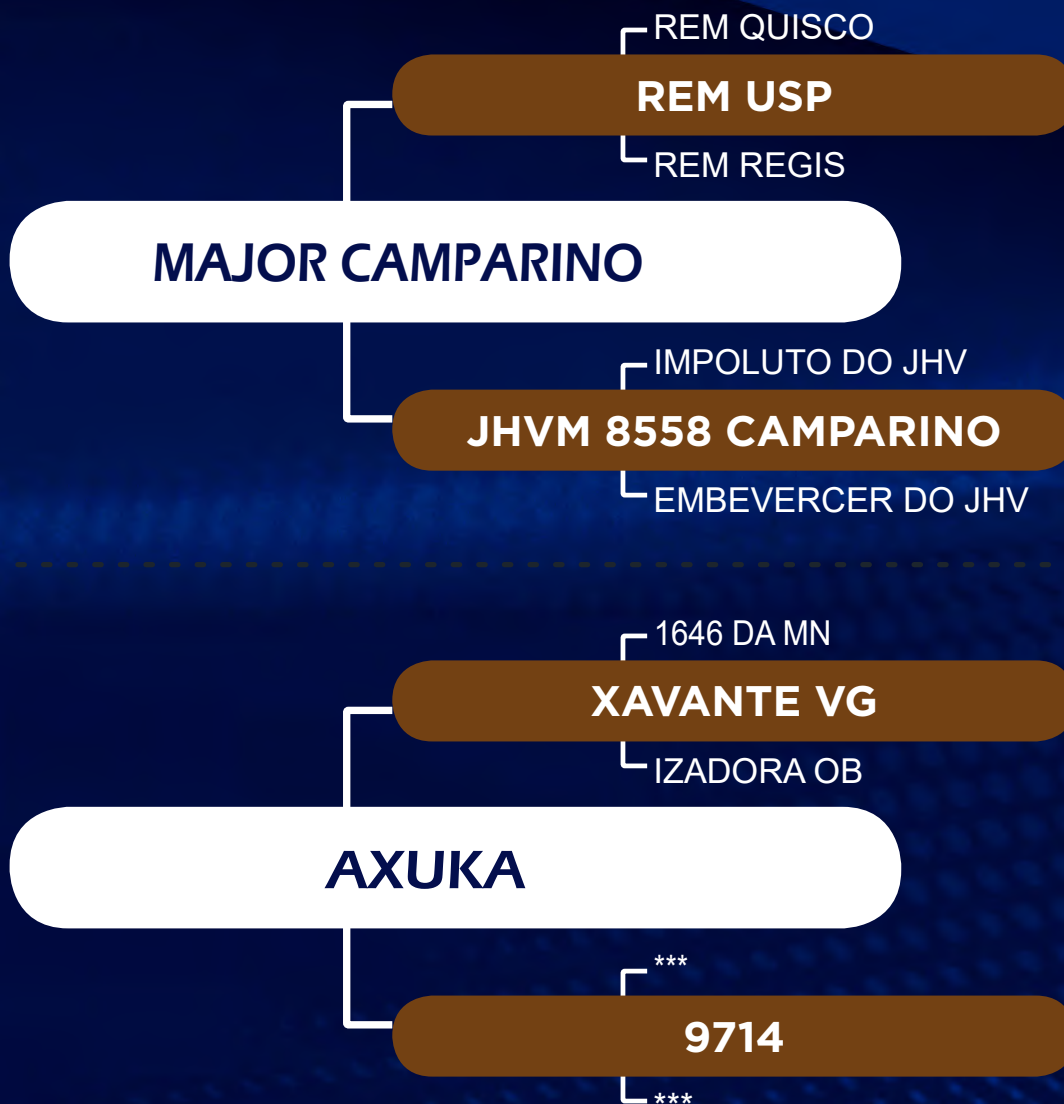 REM QUISCO
REM USP
REM REGIS
MAJOR CAMPARINO
IMPOLUTO DO JHV
JHVM 8558 CAMPARINO
EMBEVERCER DO JHV
1646 DA MN
XAVANTE VG
IZADORA OB
AXUKA
***
9714
***